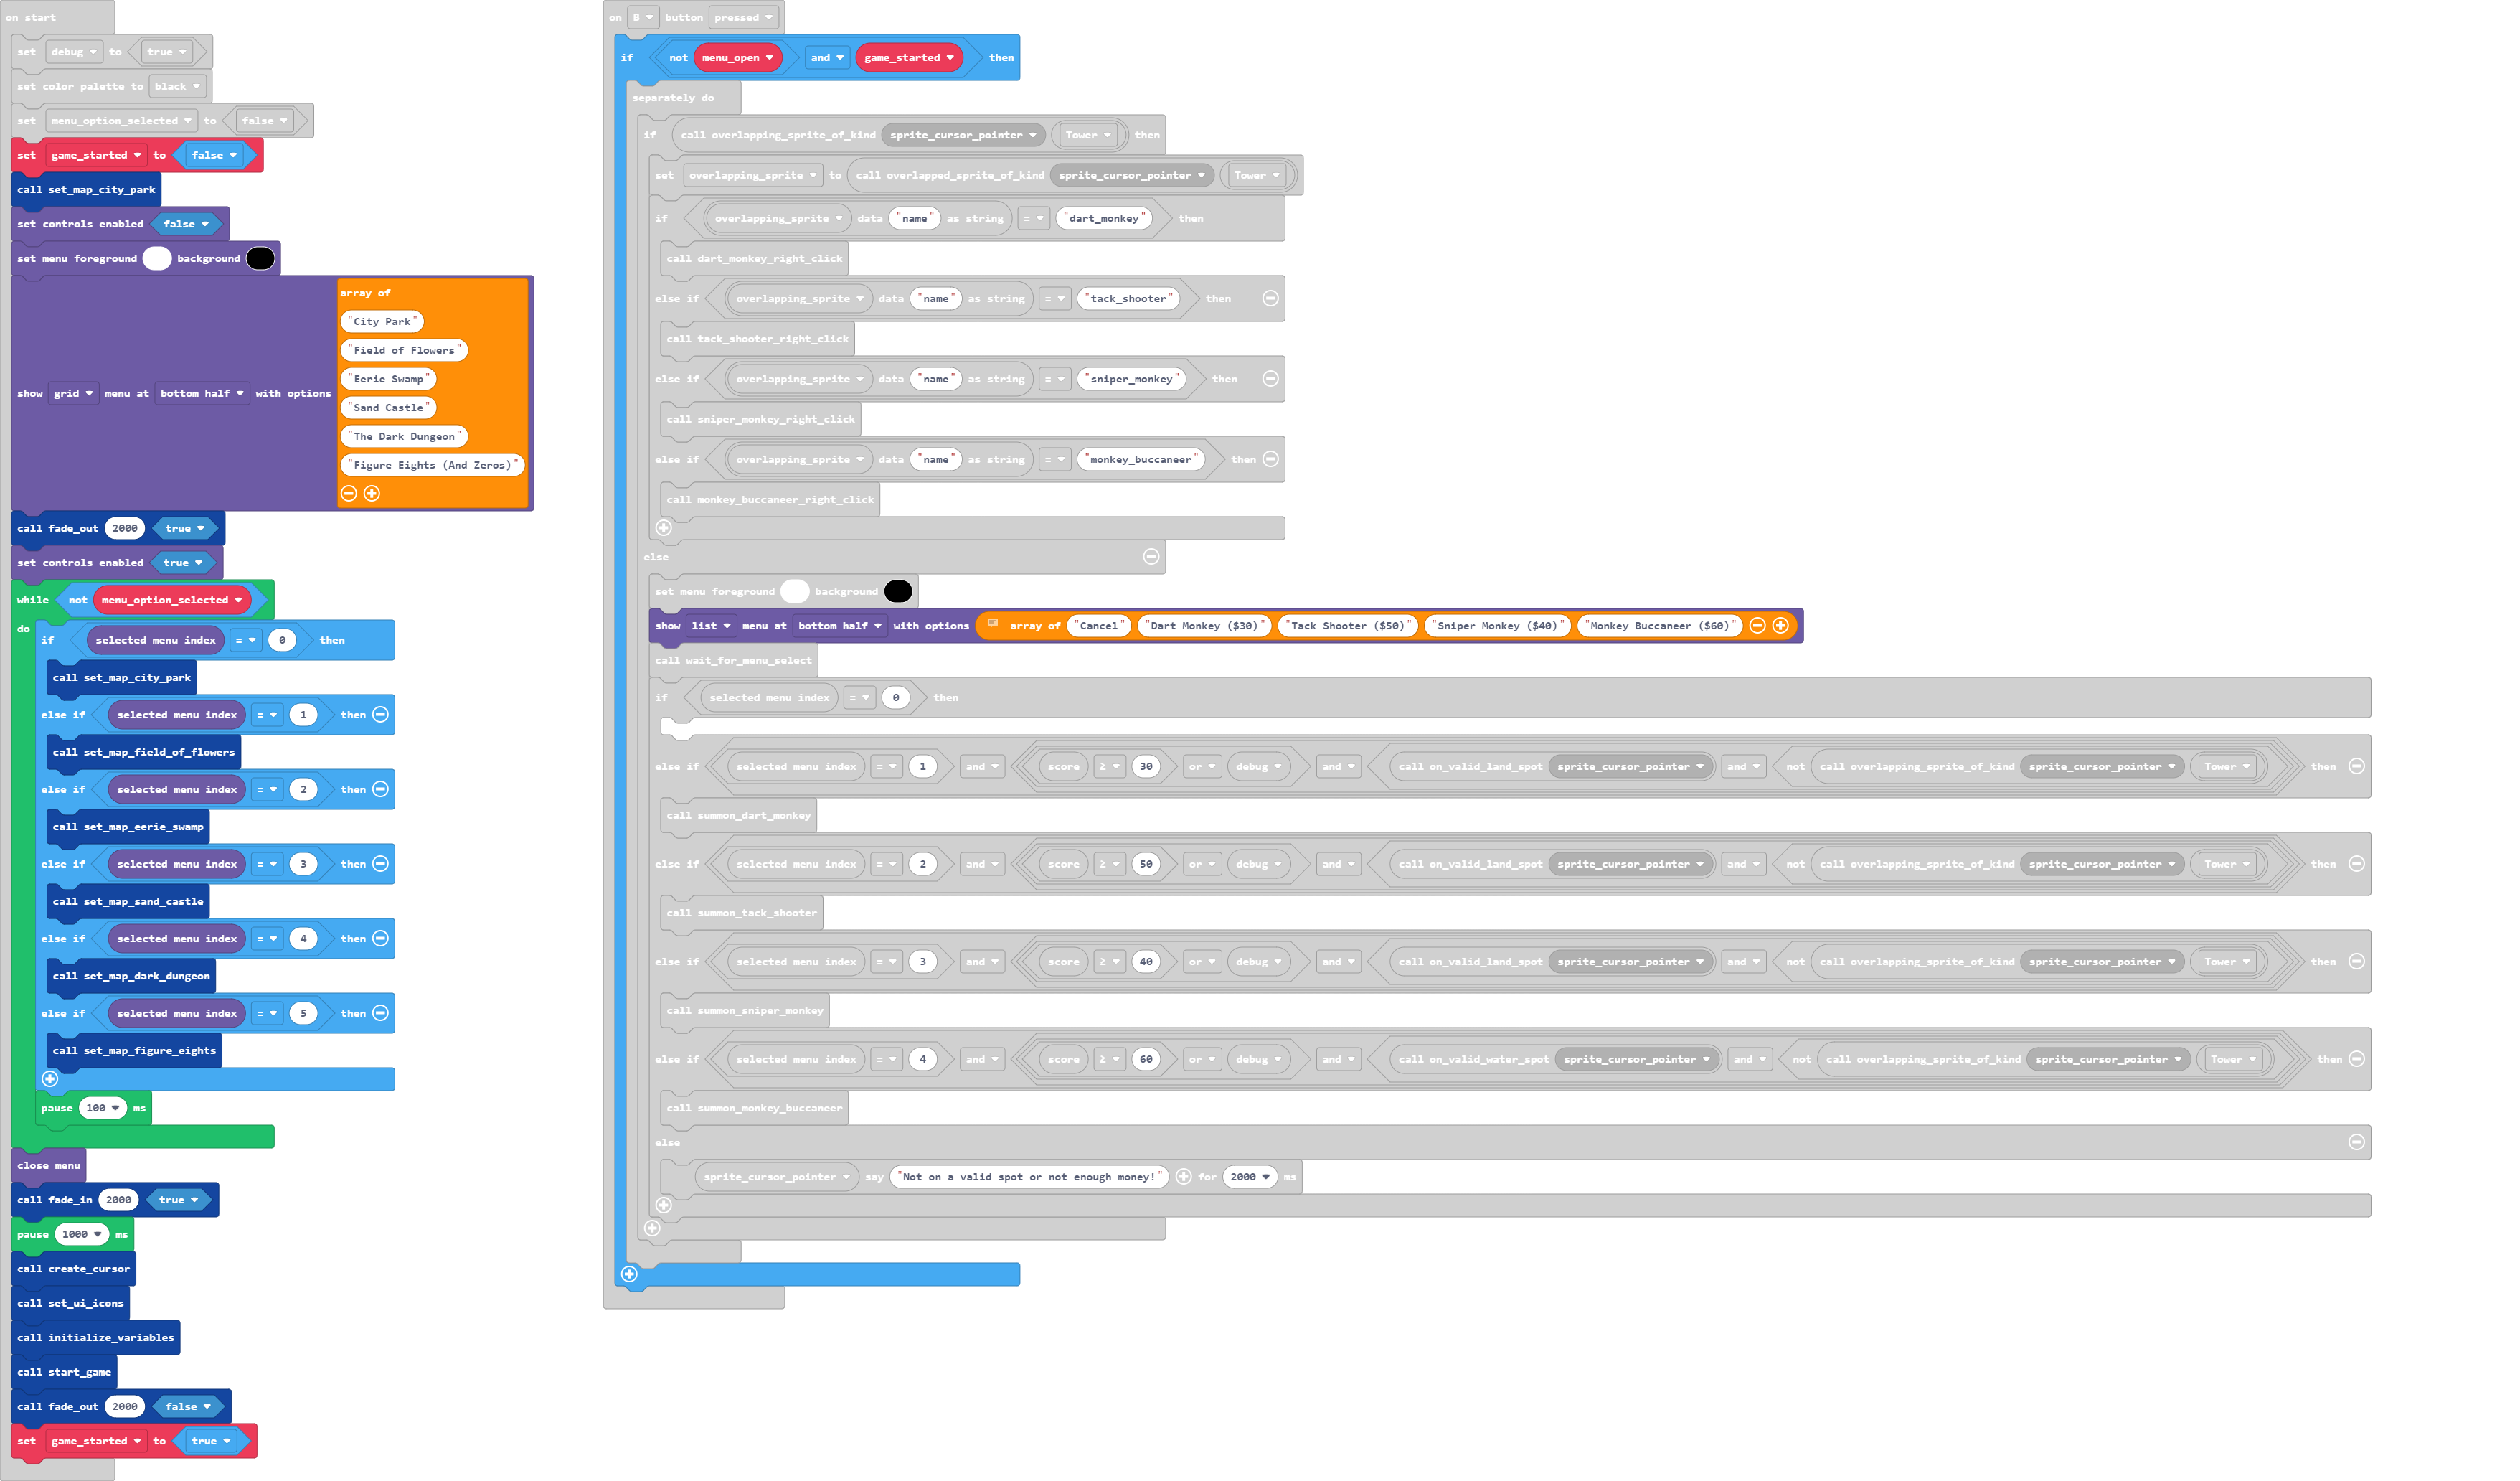 on start
set debug to true
set color palette to black
set menu_option_selected to false
set game_started to false
call set_map_city_park
set controls enabled false
set menu foreground background
show grid menu at bottom half with options
array of
"City Park"
"Field of Flowers"
"Eerie Swamp"
"Sand Castle"
"The Dark Dungeon"
"Figure Eights (And Zeros)"
call fade_out 2000 true
set controls enabled true
while not menu_option_selected
do
if selected menu index = 0 then
call set_map_city_park
else if selected menu index = 1 then
call set_map_field_of_flowers
else if selected menu index = 2 then
call set_map_eerie_swamp
else if selected menu index = 3 then
call set_map_sand_castle
else if selected menu index = 4 then
call set_map_dark_dungeon
else if selected menu index = 5 then
call set_map_figure_eights
pause 100 ms
close menu
call fade_in 2000 true
pause 1000 ms
call create_cursor
call set_ui_icons
call initialize_variables
call start_game
call fade_out 2000 false
set game_started to true
on B button pressed
if not menu_open and game_started then
separately do
if call overlapping_sprite_of_kind sprite_cursor_pointer Tower then
set overlapping_sprite to call overlapped_sprite_of_kind sprite_cursor_pointer Tower
if overlapping_sprite data "name" as string = "dart_monkey" then
call dart_monkey_right_click
else if overlapping_sprite data "name" as string = "tack_shooter" then
call tack_shooter_right_click
else if overlapping_sprite data "name" as string = "sniper_monkey" then
call sniper_monkey_right_click
else if overlapping_sprite data "name" as string = "monkey_buccaneer" then
call monkey_buccaneer_right_click
else
set menu foreground background
show list menu at bottom half with options array of "Cancel" "Dart Monkey ($30)" "Tack Shooter ($50)" "Sniper Monkey ($40)" "Monkey Buccaneer ($60)"
call wait_for_menu_select
if selected menu index = 0 then
else if selected menu index = 1 and score ≥ 30 or debug and call on_valid_land_spot sprite_cursor_pointer and not call overlapping_sprite_of_kind sprite_cursor_pointer Tower then
call summon_dart_monkey
else if selected menu index = 2 and score ≥ 50 or debug and call on_valid_land_spot sprite_cursor_pointer and not call overlapping_sprite_of_kind sprite_cursor_pointer Tower then
call summon_tack_shooter
else if selected menu index = 3 and score ≥ 40 or debug and call on_valid_land_spot sprite_cursor_pointer and not call overlapping_sprite_of_kind sprite_cursor_pointer Tower then
call summon_sniper_monkey
else if selected menu index = 4 and score ≥ 60 or debug and call on_valid_water_spot sprite_cursor_pointer and not call overlapping_sprite_of_kind sprite_cursor_pointer Tower then
call summon_monkey_buccaneer
else
sprite_cursor_pointer say "Not on a valid spot or not enough money!" for 2000 ms